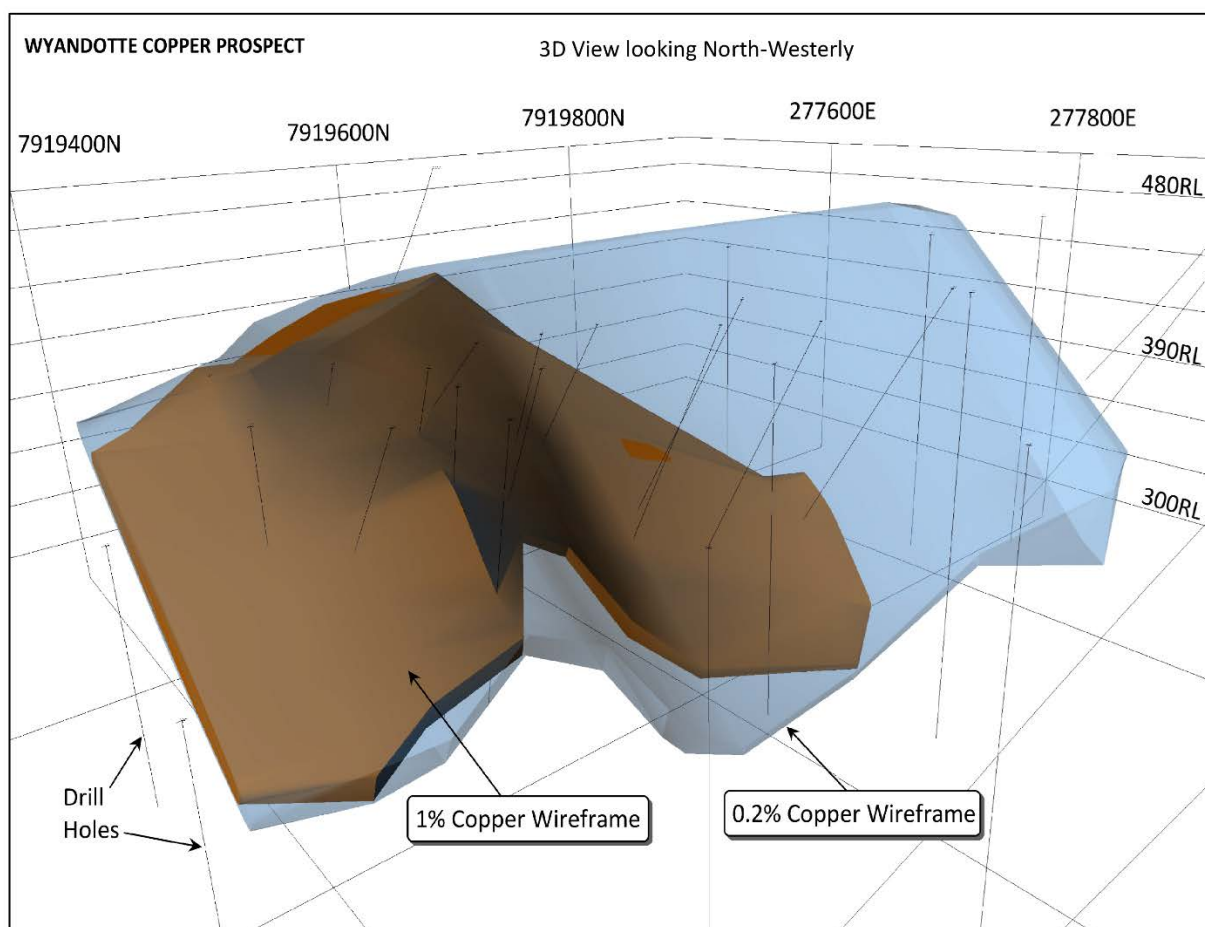 WYANDOTTE COPPER PROSPECT
3D View looking North-Westerly
7919400N
7919600N
7919800N
277600E
277800E
480RL
390RL
300RL
Drill
Holes
1% Copper Wireframe
0.2% Copper Wireframe